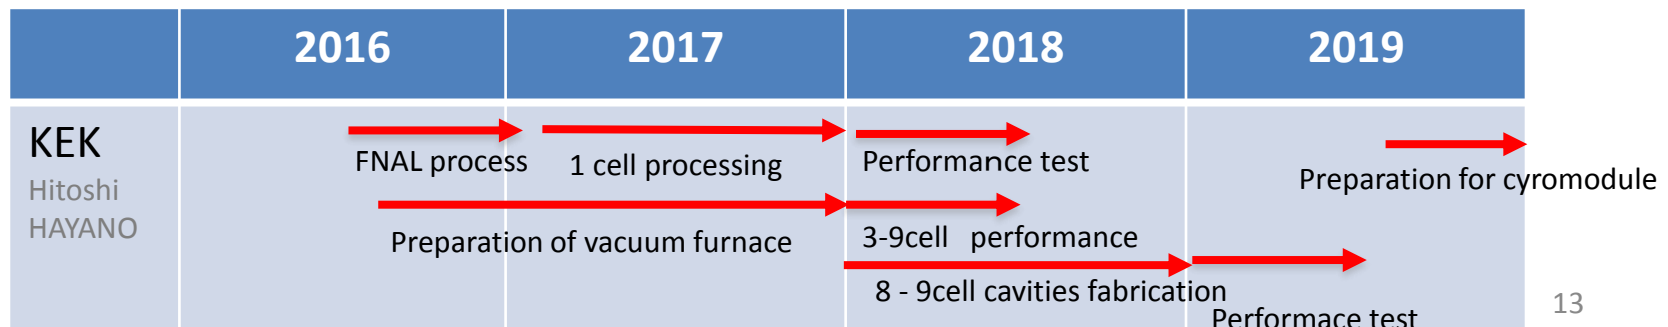 2016 2017 2018 2019
KEK
Hitoshi
HAYANO
FNAL process
1 cell processing
Performance test
Preparation for cyromodule
Preparation of vacuum furnace
3-9cell performance
8 - 9cell cavities fabrication
Performace test
13